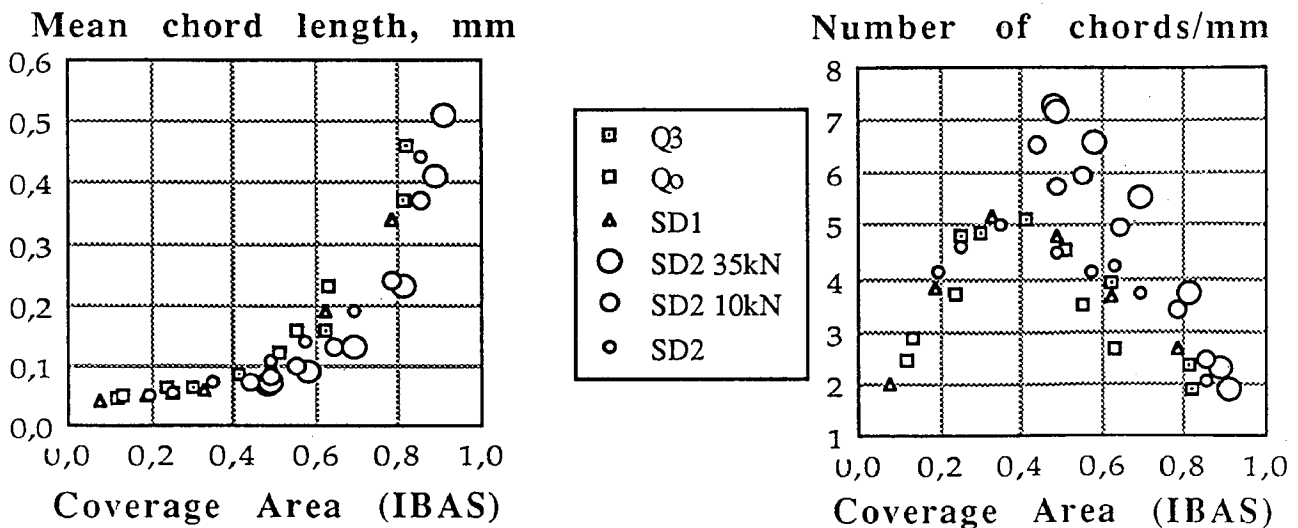 Mean chord length, mm
0,6
0,5
0,4
0,3
0,2
0,1
0,0
0,0 0,2 0,4 0,6 0,8 1,0
Coverage Area (IBAS)
Q3
Qo
SD1
SD2 35kN
SD2 10kN
SD2
Number of chords/mm
8
7
6
5
4
3
2
1
0,0 0,2 0,4 0,6 0,8 1,0
Coverage Area (IBAS)